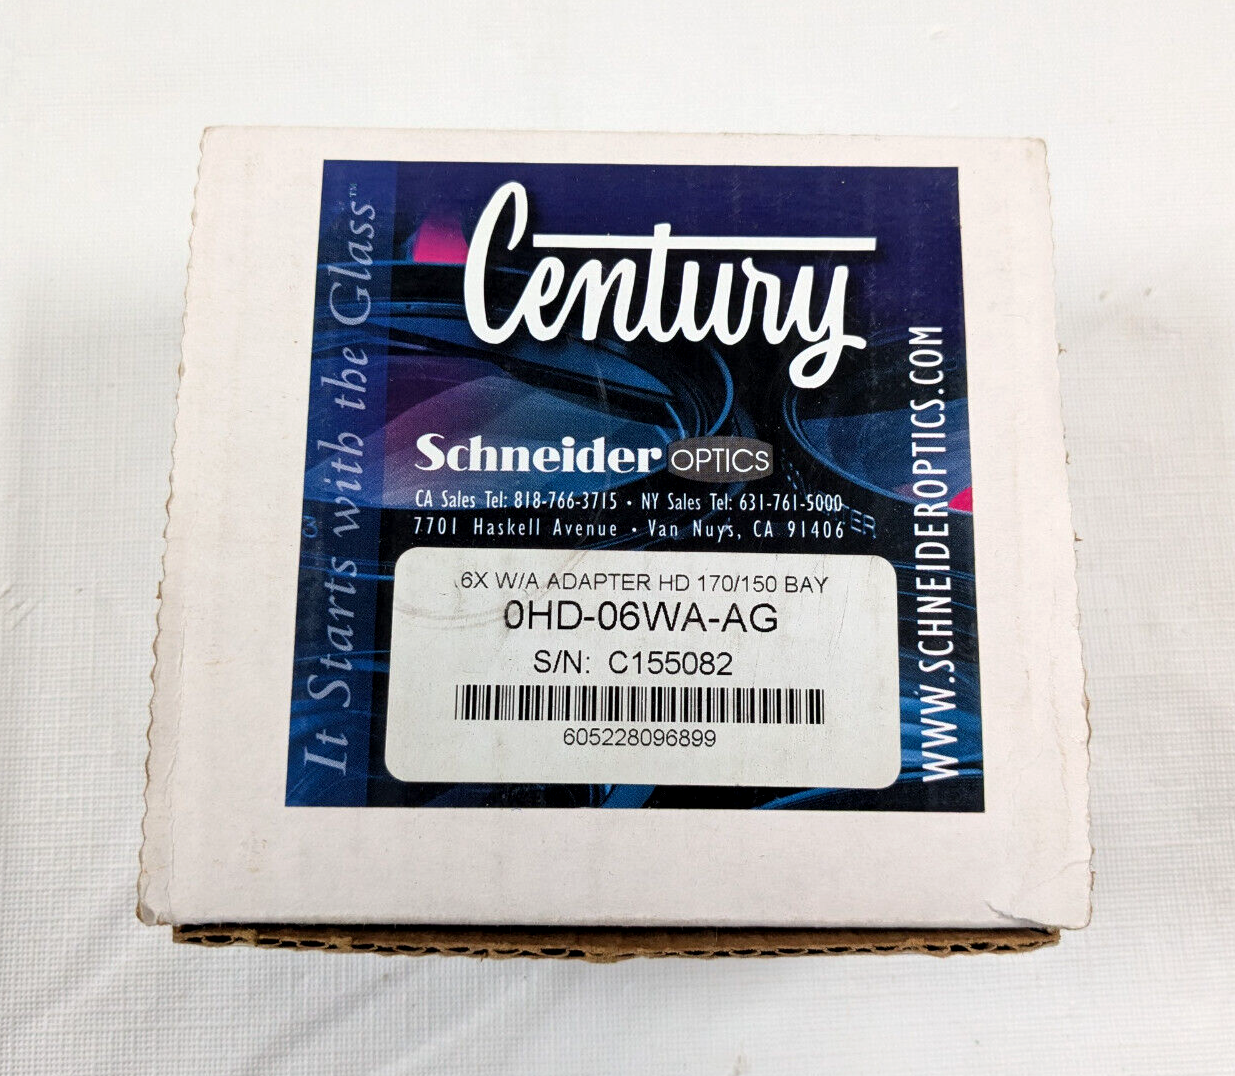 It Starts with the Glass™
Century
Schneider OPTICS
CA Sales Tel: 818-766-3715 • NY Sales Tel: 631-761-5000
7701 Haskell Avenue • Van Nuys, CA 91406
.6X W/A ADAPTER HD 170/150 BAY
0HD-06WA-AG
S/N: C155082
605228096899
WWW.SCHNEIDEROPTICS.COM